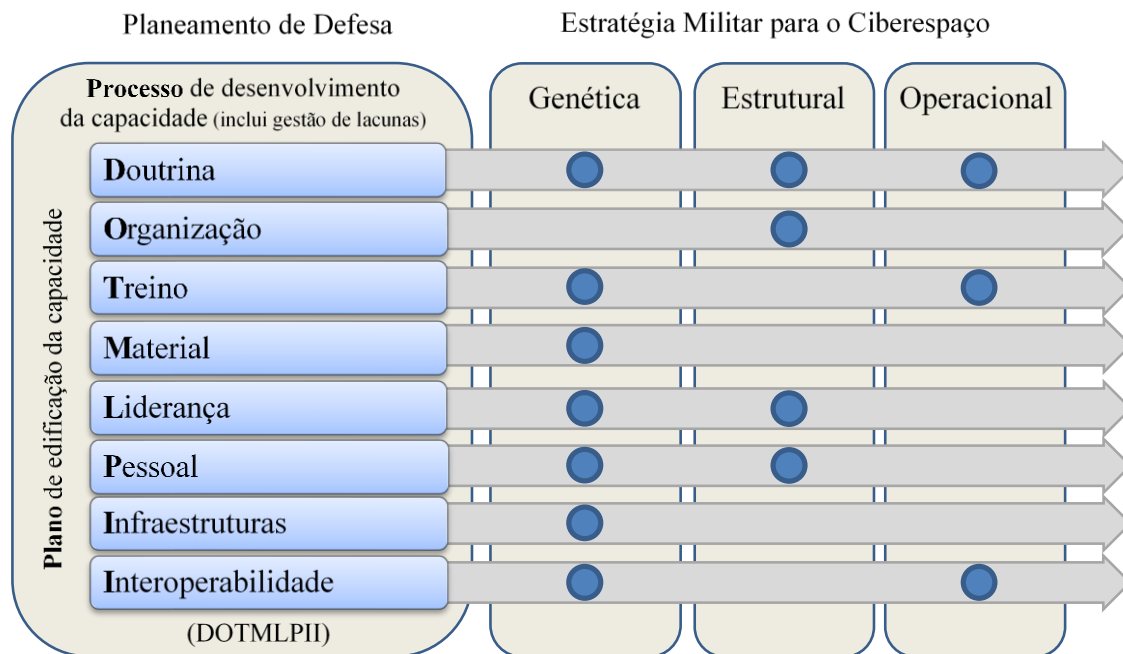 Planeamento de Defesa
Estratégia Militar para o Ciberespaço
Processo de desenvolvimento
da capacidade (inclui gestão de lacunas)
Genética
Estrutural
Operacional
Plano de edificação da capacidade
Doutrina
Organização
Treino
Material
Liderança
Pessoal
Infraestruturas
Interoperabilidade
(DOTMLPII)